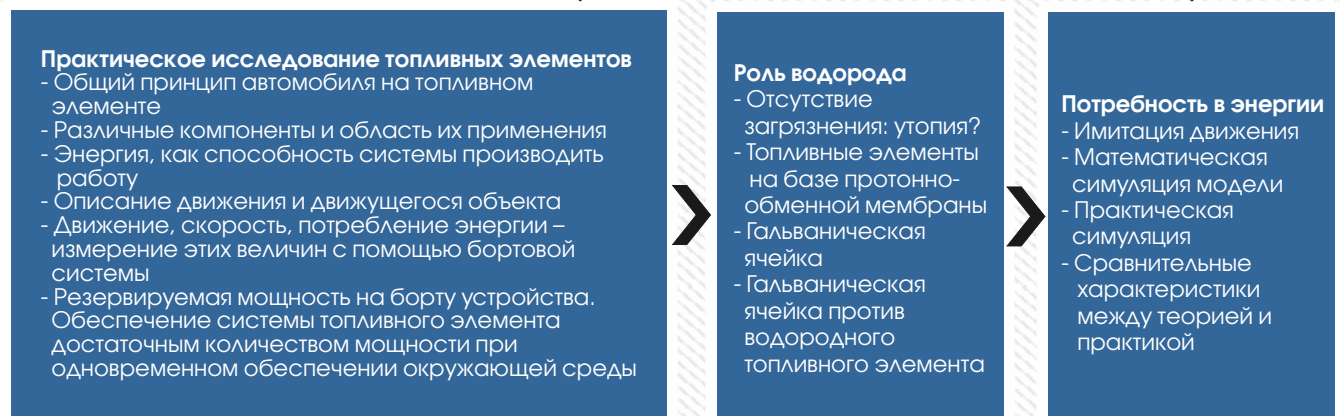 Практическое исследование топливных элементов
- Общий принцип автомобиля на топливном
элементе
- Различные компоненты и область их применения
- Энергия, как способность системы производить
работу
- Описание движения и движущегося объекта
- Движение, скорость, потребление энергии –
измерение этих величин с помощью бортовой
системы
- Резервируемая мощность на борту устройства.
Обеспечение системы топливного элемента
достаточным количеством мощности при
одновременном обеспечении окружающей среды
Роль водорода
- Отсутствие
загрязнения: утопия?
- Топливные элементы
на базе протонно-
обменной мембраны
- Гальваническая
ячейка
- Гальваническая
ячейка против
водородного
топливного элемента
Потребность в энергии
- Имитация движения
- Математическая
симуляция модели
- Практическая
симуляция
- Сравнительные
характеристики
между теорией и
практикой